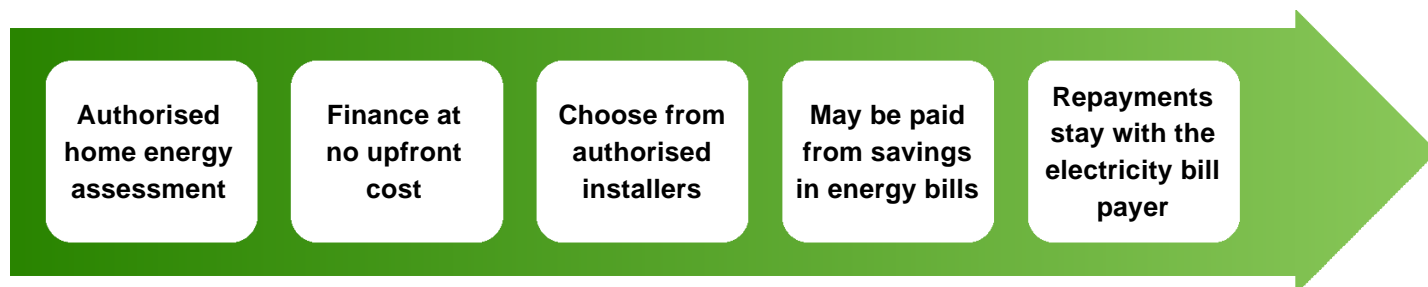 Authorised
home energy
assessment
Finance at
no upfront
cost
Choose from
authorised
installers
May be paid
from savings
in energy bills
Repayments
stay with the
electricity bill
payer